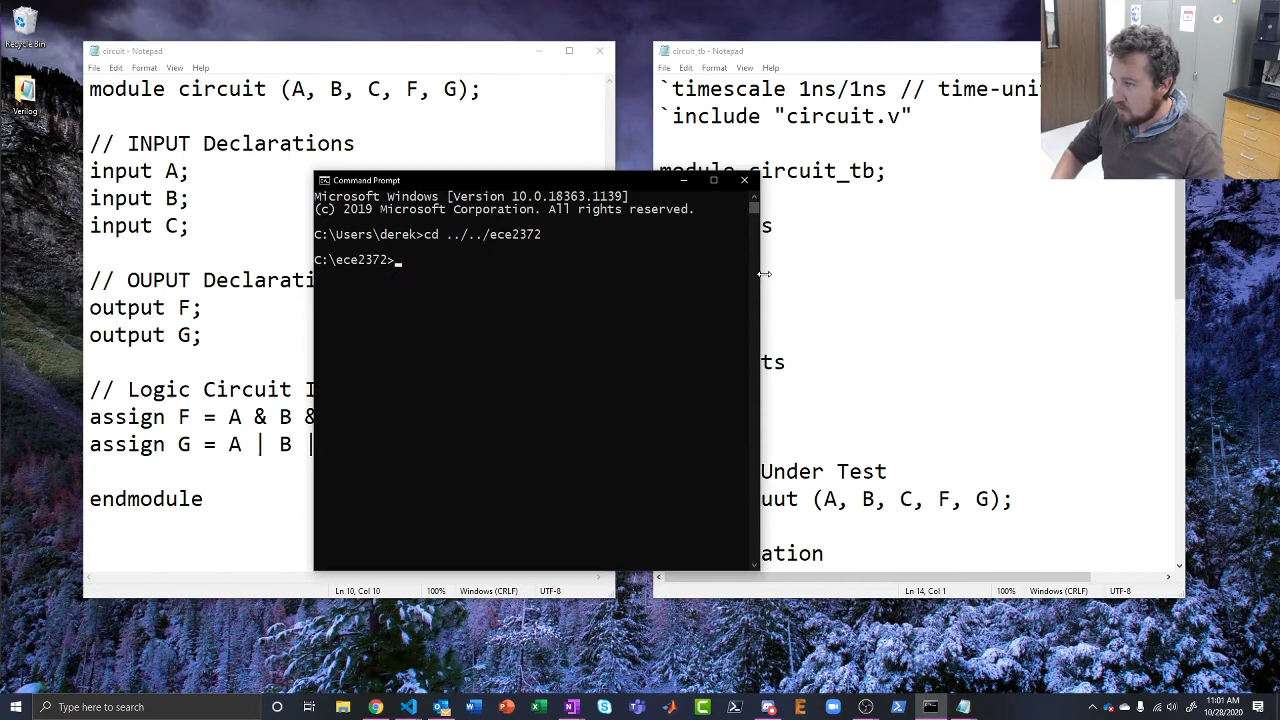 Recycle Bin
Verilog
circuit - Notepad
File Edit Format View Help
module circuit (A, B, C, F, G);
// INPUT Declarations
input A;
input B;
input C;
// OUPUT Declarati
output F;
output G;
// Logic Circuit I
assign F = A & B &
assign G = A | B |
endmodule
Ln 10, Col 10 100% Windows (CRLF) UTF-8
Command Prompt
Microsoft Windows [Version 10.0.18363.1139]
(c) 2019 Microsoft Corporation. All rights reserved.
C:\Users\derek>cd ../../ece2372
C:\ece2372>
circuit_tb - Notepad
File Edit Format View Help
`timescale 1ns/1ns // time-uni
`include "circuit.v"
module circuit_tb;
s
ts
Under Test
uut (A, B, C, F, G);
ation
Ln 14, Col 1 100% Windows (CRLF) UTF-8
Type here to search
11:01 AM
10/28/2020